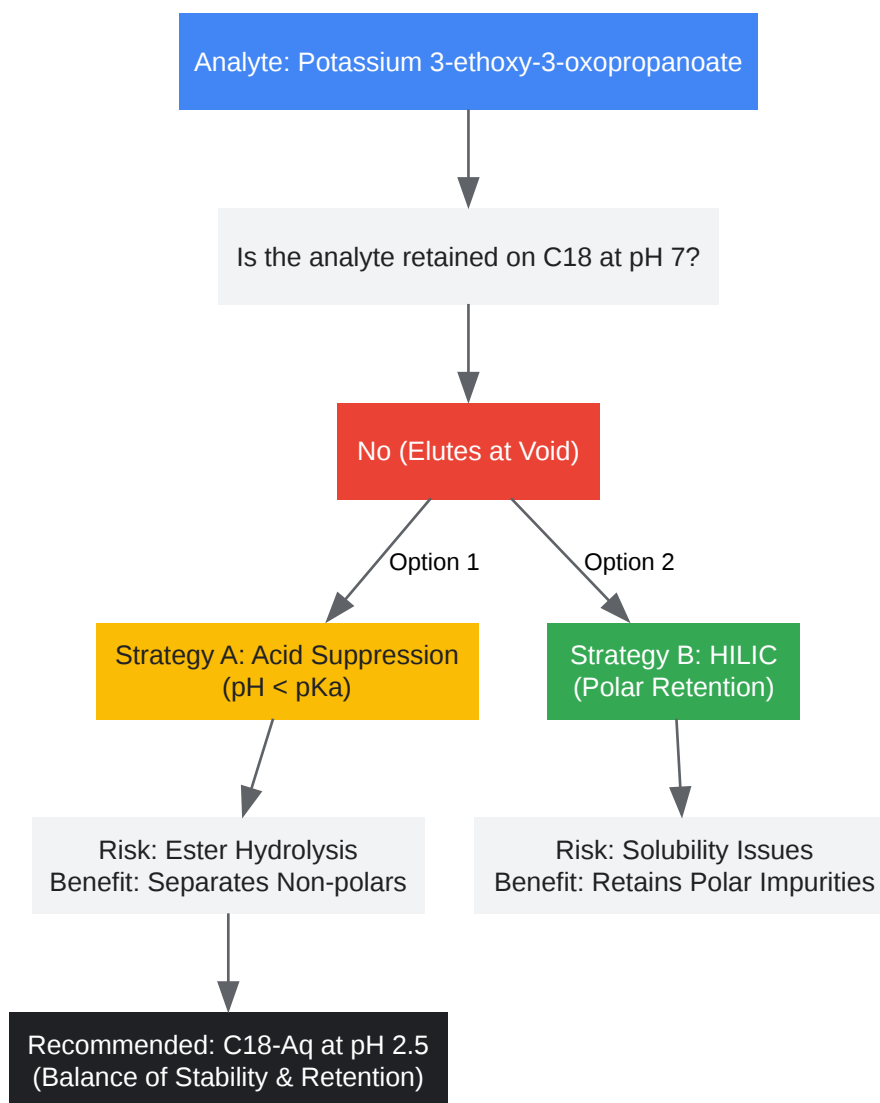 Analyte: Potassium 3-ethoxy-3-oxopropanoate
Is the analyte retained on C18 at pH 7?
No (Elutes at Void)
Option 1
Option 2
Strategy A: Acid Suppression
(pH < pKa)
Strategy B: HILIC
(Polar Retention)
Risk: Ester Hydrolysis
Benefit: Separates Non-polars
Risk: Solubility Issues
Benefit: Retains Polar Impurities
Recommended: C18-Aq at pH 2.5
(Balance of Stability & Retention)